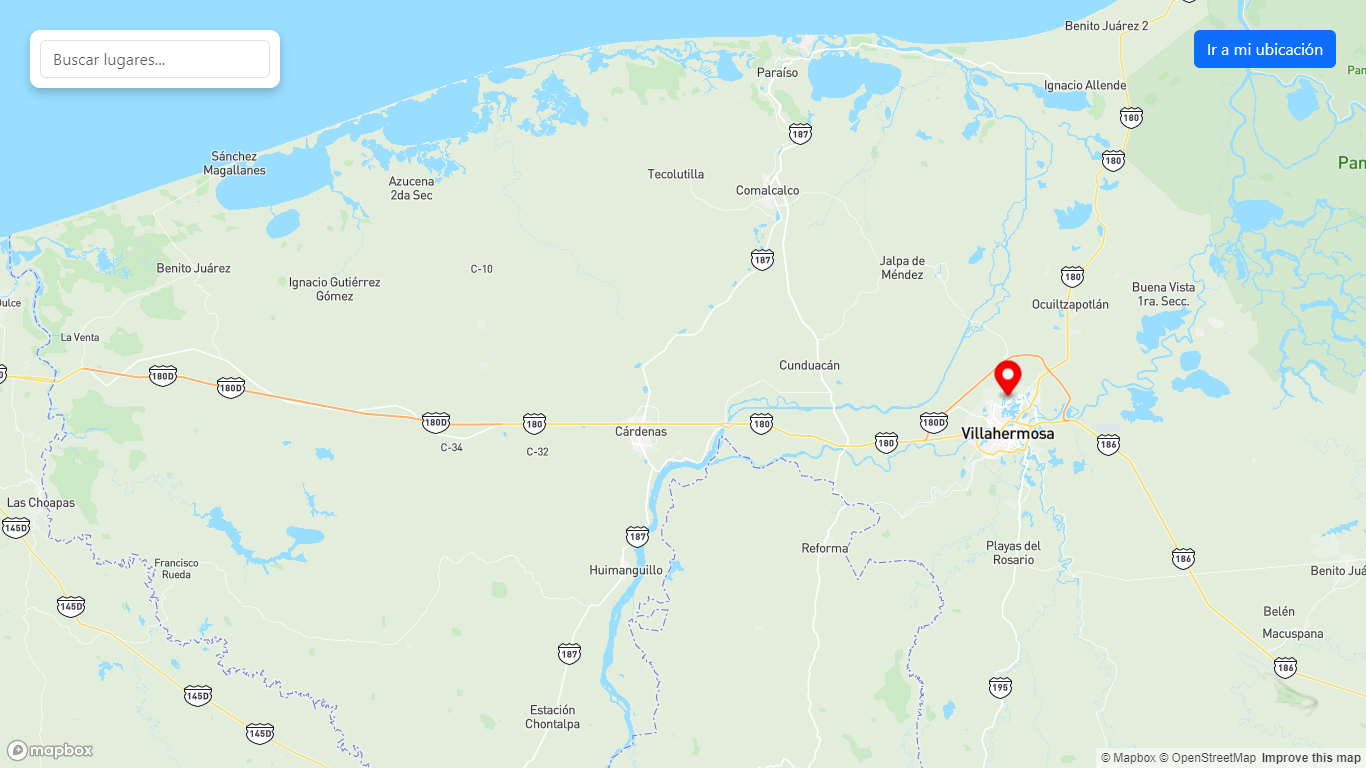 Benito Juárez 2
Buscar lugares...
Ir a mi ubicación
Paraíso
Pan
Ignacio Allende
180
187
Sánchez
Magallanes
180
Pan
Tecolutilla
Azucena
2da Sec
Comalcalco
187
Jalpa de
Méndez
Benito Juárez
C-10
180
Ignacio Gutiérrez
Gómez
Buena Vista
1ra. Secc.
Dulce
Ocuiltzapotlán
La Venta
Cunduacán
180D
180D
180D
180
180
180D
Cárdenas
Villahermosa
180
186
C-34
C-32
Las Choapas
145D
187
Reforma
Playas del
Rosario
186
Francisco
Rueda
Huimanguillo
Benito Juá
145D
Belén
Macuspana
187
186
145D
195
Estación
Chontalpa
145D
mapbox
© Mapbox © OpenStreetMap Improve this map